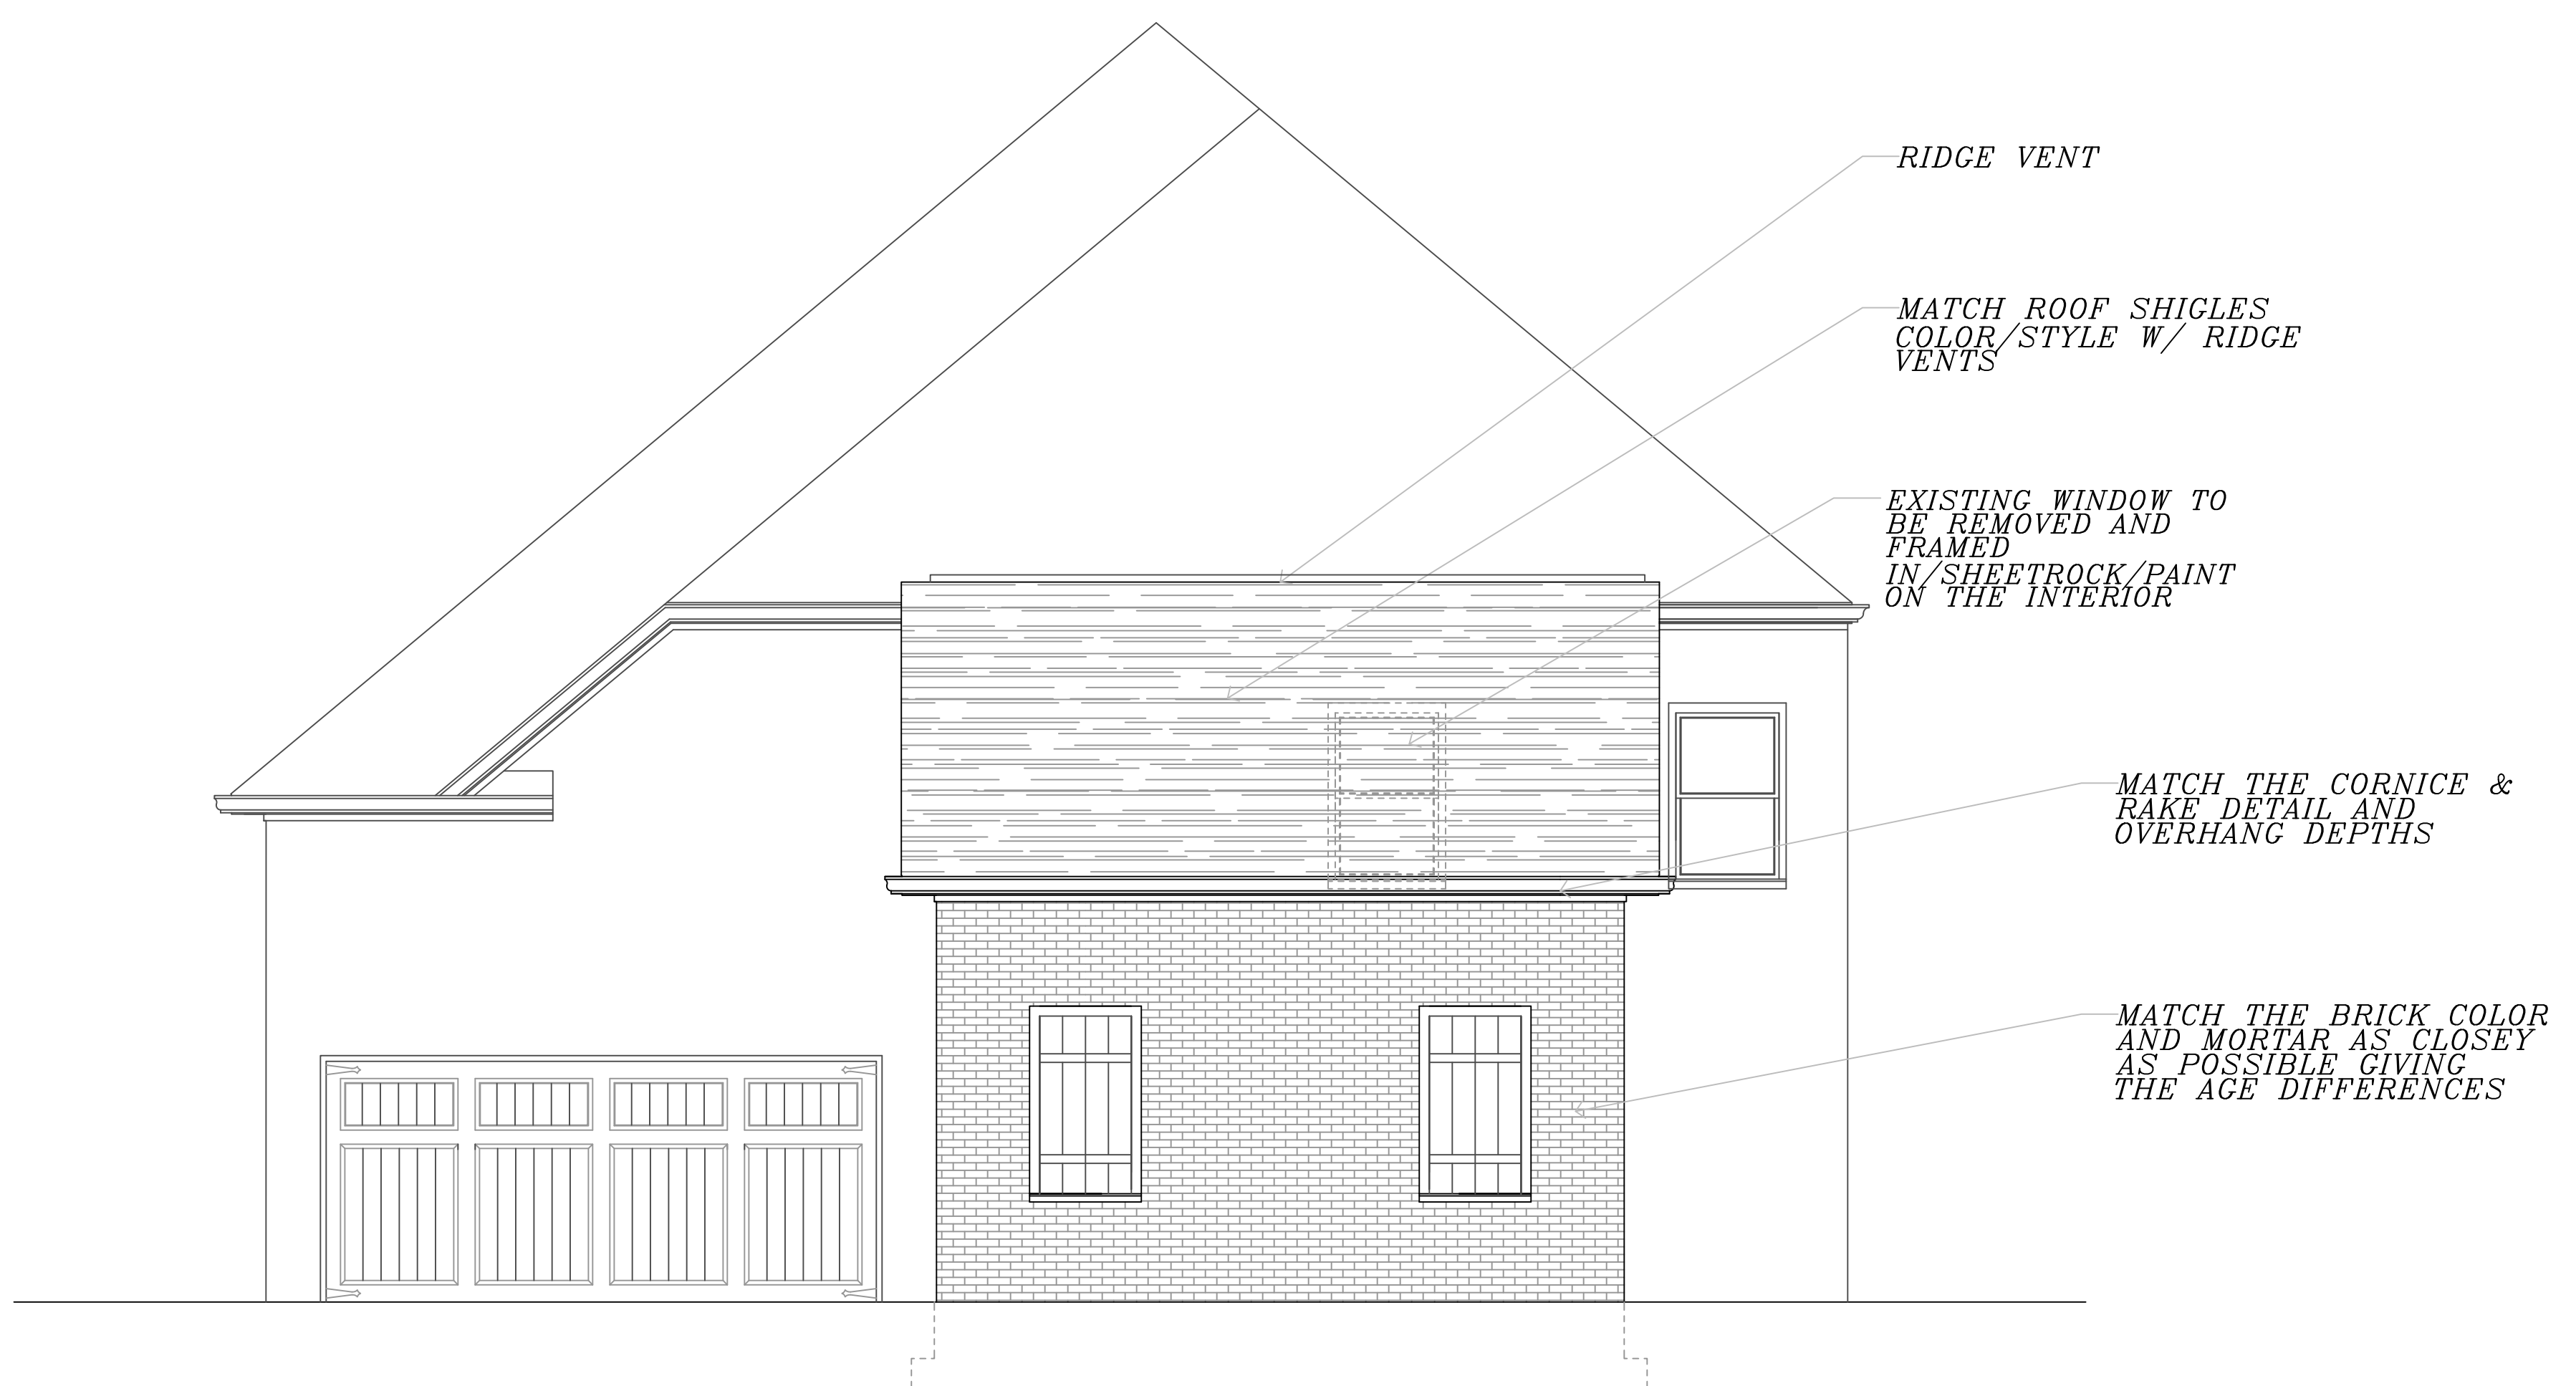 RIDGE VENT
MATCH ROOF SHIGLES
COLOR/STYLE W/ RIDGE
VENTS
EXISTING WINDOW TO
BE REMOVED AND
FRAMED
IN/SHEETROCK/PAINT
ON THE INTERIOR
MATCH THE CORNICE &
RAKE DETAIL AND
OVERHANG DEPTHS
MATCH THE BRICK COLOR
AND MORTAR AS CLOSEY
AS POSSIBLE GIVING
THE AGE DIFFERENCES